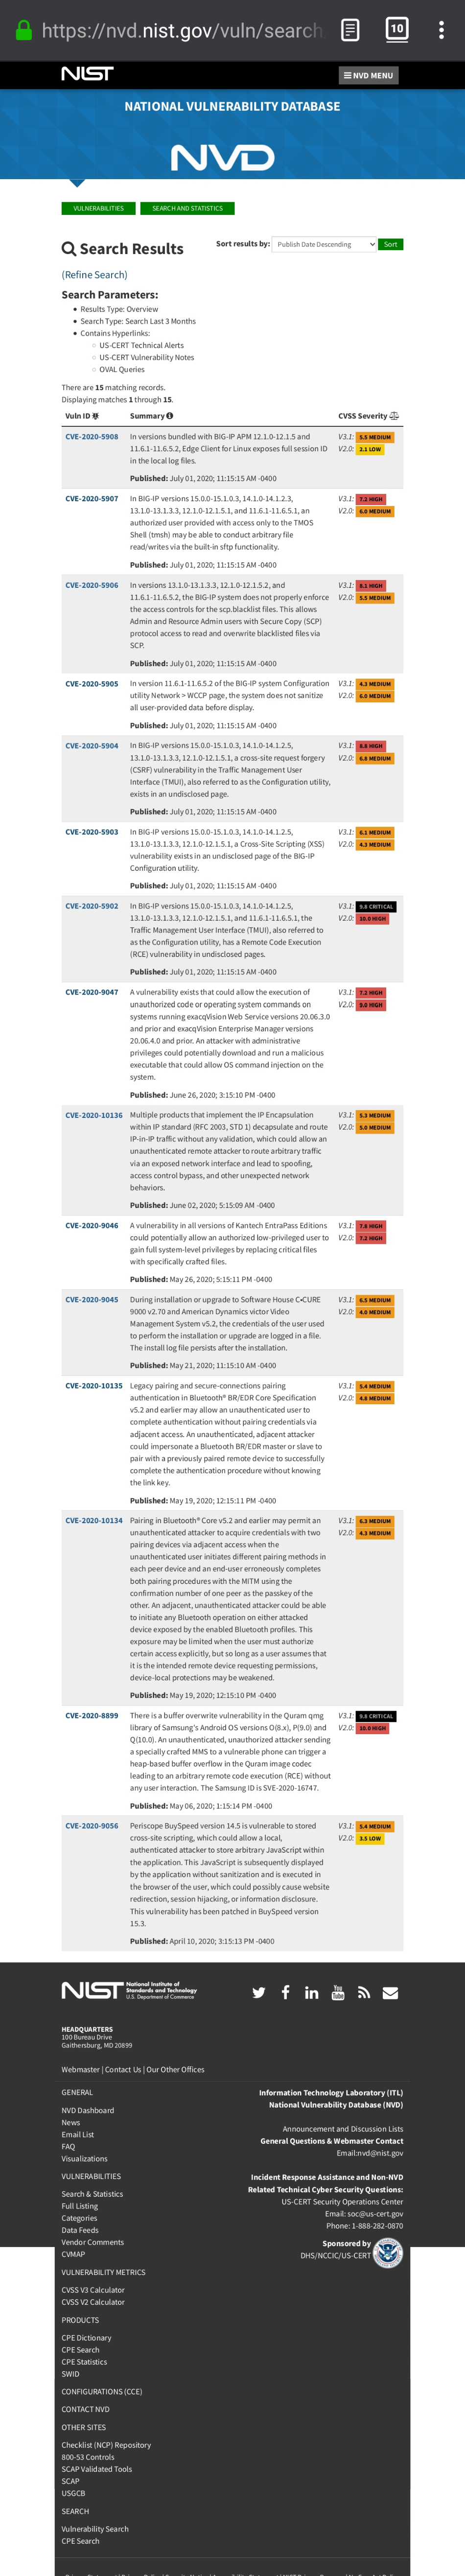 https://nvd.nist.gov/vuln/search
10
NIST
NVD MENU
NATIONAL VULNERABILITY DATABASE
NVD
VULNERABILITIES
SEARCH AND STATISTICS
Search Results
Sort results by: Publish Date Descending Sort
(Refine Search)
Search Parameters:
Results Type: Overview
Search Type: Search Last 3 Months
Contains Hyperlinks:
US-CERT Technical Alerts
US-CERT Vulnerability Notes
OVAL Queries
There are 15 matching records.
Displaying matches 1 through 15.
Vuln ID Summary CVSS Severity
CVE-2020-5908 In versions bundled with BIG-IP APM 12.1.0-12.1.5 and V3.1: 5.5 MEDIUM
11.6.1-11.6.5.2, Edge Client for Linux exposes full session ID V2.0: 2.1 LOW
in the local log files.
Published: July 01, 2020; 11:15:15 AM -0400
CVE-2020-5907 In BIG-IP versions 15.0.0-15.1.0.3, 14.1.0-14.1.2.3, V3.1: 7.2 HIGH
13.1.0-13.1.3.3, 12.1.0-12.1.5.1, and 11.6.1-11.6.5.1, an V2.0: 6.0 MEDIUM
authorized user provided with access only to the TMOS
Shell (tmsh) may be able to conduct arbitrary file
read/writes via the built-in sftp functionality.
Published: July 01, 2020; 11:15:15 AM -0400
CVE-2020-5906 In versions 13.1.0-13.1.3.3, 12.1.0-12.1.5.2, and V3.1: 8.1 HIGH
11.6.1-11.6.5.2, the BIG-IP system does not properly enforce V2.0: 5.5 MEDIUM
the access controls for the scp.blacklist files. This allows
Admin and Resource Admin users with Secure Copy (SCP)
protocol access to read and overwrite blacklisted files via
SCP.
Published: July 01, 2020; 11:15:15 AM -0400
CVE-2020-5905 In version 11.6.1-11.6.5.2 of the BIG-IP system Configuration V3.1: 4.3 MEDIUM
utility Network > WCCP page, the system does not sanitize V2.0: 6.0 MEDIUM
all user-provided data before display.
Published: July 01, 2020; 11:15:15 AM -0400
CVE-2020-5904 In BIG-IP versions 15.0.0-15.1.0.3, 14.1.0-14.1.2.5, V3.1: 8.8 HIGH
13.1.0-13.1.3.3, 12.1.0-12.1.5.1, a cross-site request forgery V2.0: 6.8 MEDIUM
(CSRF) vulnerability in the Traffic Management User
Interface (TMUI), also referred to as the Configuration utility,
exists in an undisclosed page.
Published: July 01, 2020; 11:15:15 AM -0400
CVE-2020-5903 In BIG-IP versions 15.0.0-15.1.0.3, 14.1.0-14.1.2.5, V3.1: 6.1 MEDIUM
13.1.0-13.1.3.3, 12.1.0-12.1.5.1, a Cross-Site Scripting (XSS) V2.0: 4.3 MEDIUM
vulnerability exists in an undisclosed page of the BIG-IP
Configuration utility.
Published: July 01, 2020; 11:15:15 AM -0400
CVE-2020-5902 In BIG-IP versions 15.0.0-15.1.0.3, 14.1.0-14.1.2.5, V3.1: 9.8 CRITICAL
13.1.0-13.1.3.3, 12.1.0-12.1.5.1, and 11.6.1-11.6.5.1, the V2.0: 10.0 HIGH
Traffic Management User Interface (TMUI), also referred to
as the Configuration utility, has a Remote Code Execution
(RCE) vulnerability in undisclosed pages.
Published: July 01, 2020; 11:15:15 AM -0400
CVE-2020-9047 A vulnerability exists that could allow the execution of V3.1: 7.2 HIGH
unauthorized code or operating system commands on V2.0: 9.0 HIGH
systems running exacqVision Web Service versions 20.06.3.0
and prior and exacqVision Enterprise Manager versions
20.06.4.0 and prior. An attacker with administrative
privileges could potentially download and run a malicious
executable that could allow OS command injection on the
system.
Published: June 26, 2020; 3:15:10 PM -0400
CVE-2020-10136 Multiple products that implement the IP Encapsulation V3.1: 5.3 MEDIUM
within IP standard (RFC 2003, STD 1) decapsulate and route V2.0: 5.0 MEDIUM
IP-in-IP traffic without any validation, which could allow an
unauthenticated remote attacker to route arbitrary traffic
via an exposed network interface and lead to spoofing,
access control bypass, and other unexpected network
behaviors.
Published: June 02, 2020; 5:15:09 AM -0400
CVE-2020-9046 A vulnerability in all versions of Kantech EntraPass Editions V3.1: 7.8 HIGH
could potentially allow an authorized low-privileged user to V2.0: 7.2 HIGH
gain full system-level privileges by replacing critical files
with specifically crafted files.
Published: May 26, 2020; 5:15:11 PM -0400
CVE-2020-9045 During installation or upgrade to Software House C•CURE V3.1: 6.5 MEDIUM
9000 v2.70 and American Dynamics victor Video V2.0: 4.0 MEDIUM
Management System v5.2, the credentials of the user used
to perform the installation or upgrade are logged in a file.
The install log file persists after the installation.
Published: May 21, 2020; 11:15:10 AM -0400
CVE-2020-10135 Legacy pairing and secure-connections pairing V3.1: 5.4 MEDIUM
authentication in Bluetooth® BR/EDR Core Specification V2.0: 4.8 MEDIUM
v5.2 and earlier may allow an unauthenticated user to
complete authentication without pairing credentials via
adjacent access. An unauthenticated, adjacent attacker
could impersonate a Bluetooth BR/EDR master or slave to
pair with a previously paired remote device to successfully
complete the authentication procedure without knowing
the link key.
Published: May 19, 2020; 12:15:11 PM -0400
CVE-2020-10134 Pairing in Bluetooth® Core v5.2 and earlier may permit an V3.1: 6.3 MEDIUM
unauthenticated attacker to acquire credentials with two V2.0: 4.3 MEDIUM
pairing devices via adjacent access when the
unauthenticated user initiates different pairing methods in
each peer device and an end-user erroneously completes
both pairing procedures with the MITM using the
confirmation number of one peer as the passkey of the
other. An adjacent, unauthenticated attacker could be able
to initiate any Bluetooth operation on either attacked
device exposed by the enabled Bluetooth profiles. This
exposure may be limited when the user must authorize
certain access explicitly, but so long as a user assumes that
it is the intended remote device requesting permissions,
device-local protections may be weakened.
Published: May 19, 2020; 12:15:10 PM -0400
CVE-2020-8899 There is a buffer overwrite vulnerability in the Quram qmg V3.1: 9.8 CRITICAL
library of Samsung's Android OS versions O(8.x), P(9.0) and V2.0: 10.0 HIGH
Q(10.0). An unauthenticated, unauthorized attacker sending
a specially crafted MMS to a vulnerable phone can trigger a
heap-based buffer overflow in the Quram image codec
leading to an arbitrary remote code execution (RCE) without
any user interaction. The Samsung ID is SVE-2020-16747.
Published: May 06, 2020; 1:15:14 PM -0400
CVE-2020-9056 Periscope BuySpeed version 14.5 is vulnerable to stored V3.1: 5.4 MEDIUM
cross-site scripting, which could allow a local, V2.0: 3.5 LOW
authenticated attacker to store arbitrary JavaScript within
the application. This JavaScript is subsequently displayed
by the application without sanitization and is executed in
the browser of the user, which could possibly cause website
redirection, session hijacking, or information disclosure.
This vulnerability has been patched in BuySpeed version
15.3.
Published: April 10, 2020; 3:15:13 PM -0400
NIST National Institute of
Standards and Technology
U.S. Department of Commerce
HEADQUARTERS
100 Bureau Drive
Gaithersburg, MD 20899
Webmaster | Contact Us | Our Other Offices
GENERAL
NVD Dashboard
News
Email List
FAQ
Visualizations
VULNERABILITIES
Search & Statistics
Full Listing
Categories
Data Feeds
Vendor Comments
CVMAP
VULNERABILITY METRICS
CVSS V3 Calculator
CVSS V2 Calculator
PRODUCTS
CPE Dictionary
CPE Search
CPE Statistics
SWID
CONFIGURATIONS (CCE)
CONTACT NVD
OTHER SITES
Checklist (NCP) Repository
800-53 Controls
SCAP Validated Tools
SCAP
USGCB
SEARCH
Vulnerability Search
CPE Search
Information Technology Laboratory (ITL)
National Vulnerability Database (NVD)
Announcement and Discussion Lists
General Questions & Webmaster Contact
Email:nvd@nist.gov
Incident Response Assistance and Non-NVD
Related Technical Cyber Security Questions:
US-CERT Security Operations Center
Email: soc@us-cert.gov
Phone: 1-888-282-0870
Sponsored by
DHS/NCCIC/US-CERT